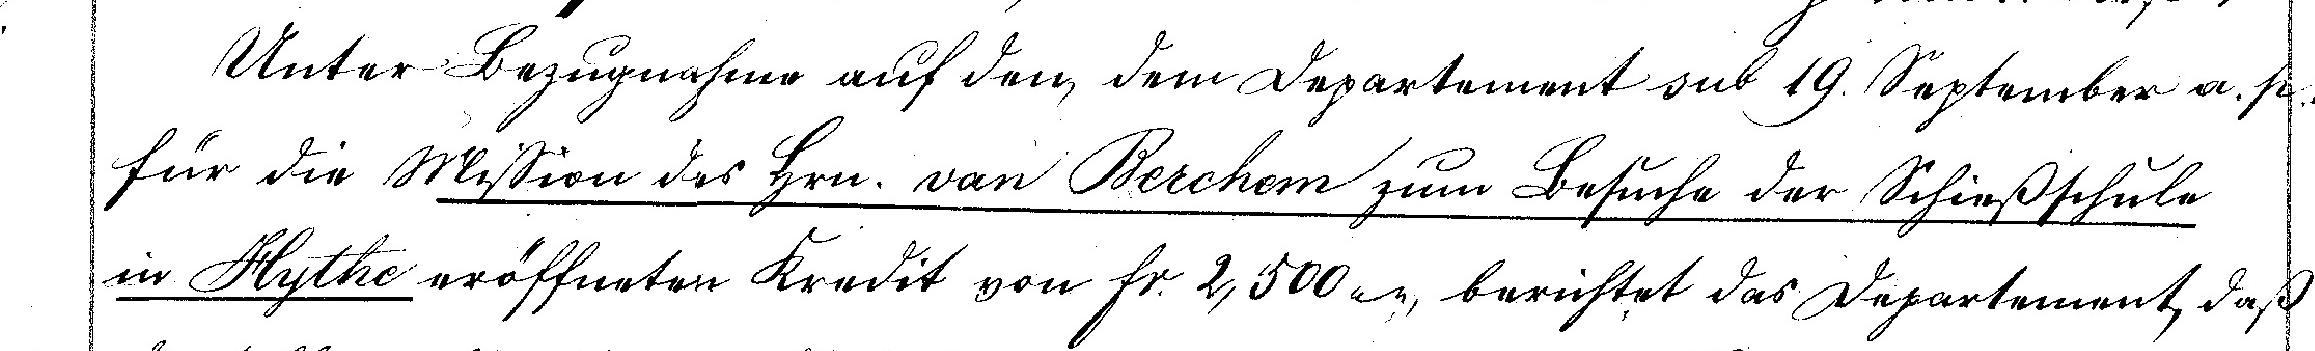 Unter Bezugnahme auf den, dem Departement sub 19. September a. p.
für die Mission des Hrn. van Berchem zum Besuche der Schießschule
in Hythe eröffneten Kredit von fr. 2,500 „ „, berichtet das Departement, daß